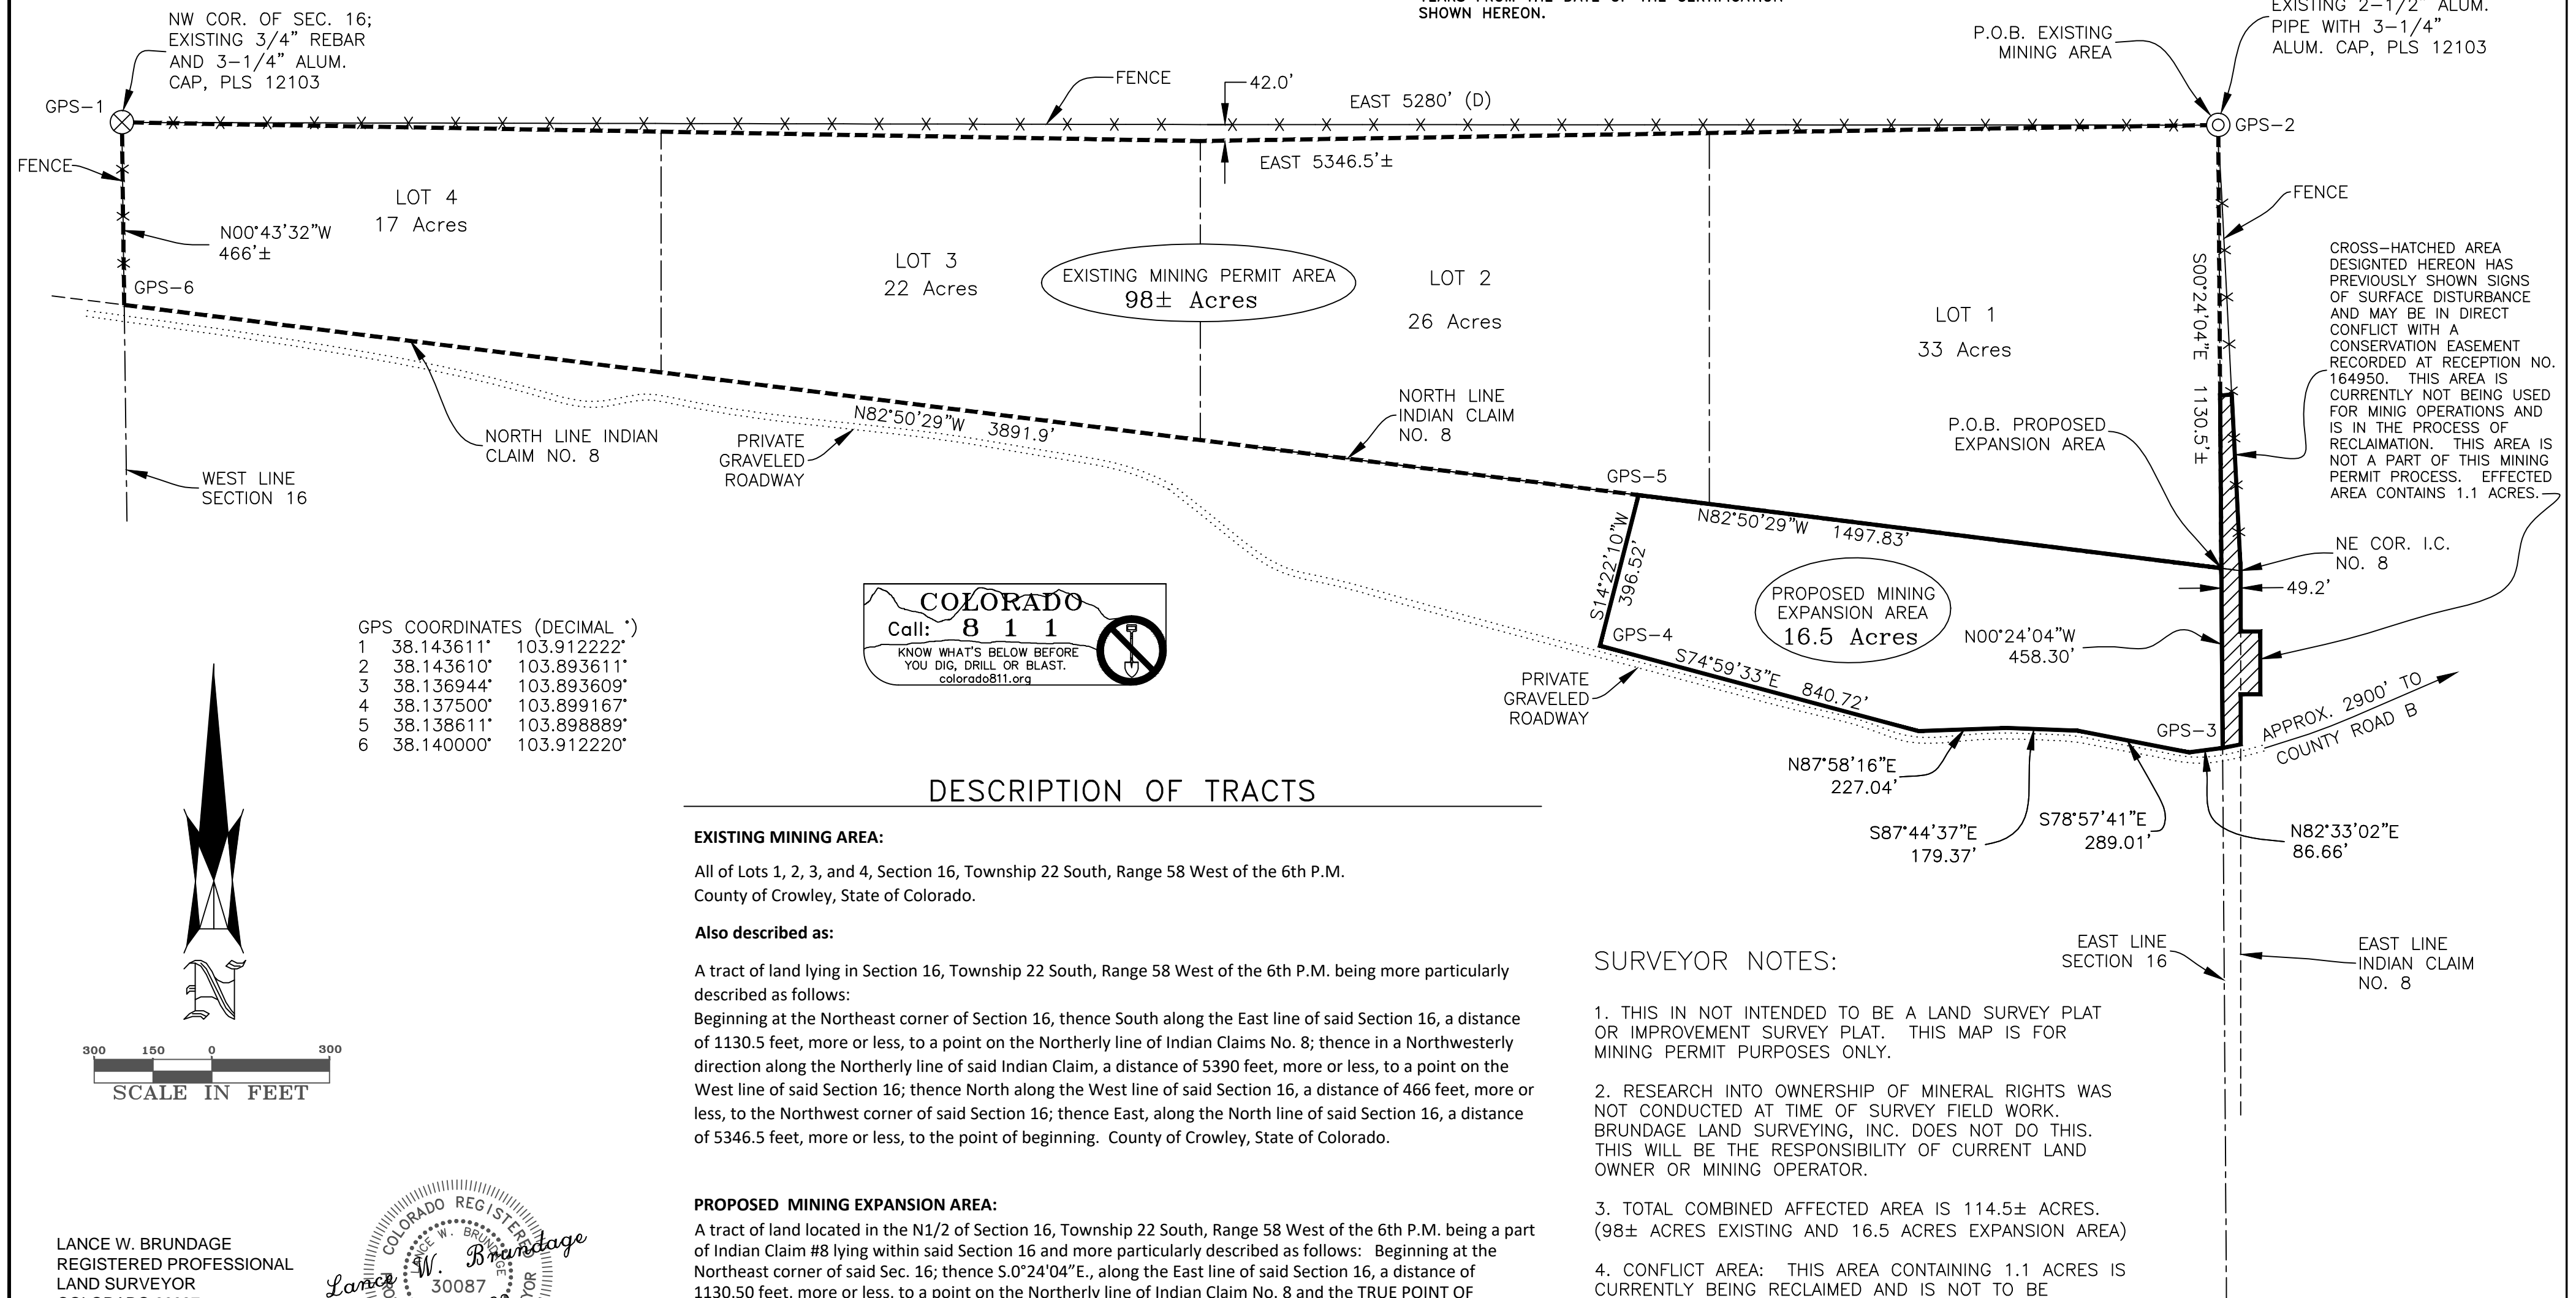 SHOWN HEREON.
NW COR. OF SEC. 16;
EXISTING 3/4" REBAR
AND 3-1/4" ALUM.
CAP, PLS 12103
GPS-1
FENCE
42.0'
EAST 5280' (D)
EAST 5346.5'±
P.O.B. EXISTING
MINING AREA
EXISTING 2-1/2" ALUM.
PIPE WITH 3-1/4"
ALUM. CAP, PLS 12103
GPS-2
FENCE
N00°43'32"W
466'±
GPS-6
LOT 4
17 Acres
LOT 3
22 Acres
EXISTING MINING PERMIT AREA
98± Acres
LOT 2
26 Acres
LOT 1
33 Acres
FENCE
S00°24'04"E 1130.5'±
CROSS-HATCHED AREA
DESIGNTED HEREON HAS
PREVIOUSLY SHOWN SIGNS
OF SURFACE DISTURBANCE
AND MAY BE IN DIRECT
CONFLICT WITH A
CONSERVATION EASEMENT
RECORDED AT RECEPTION NO.
164950. THIS AREA IS
CURRENTLY NOT BEING USED
FOR MINIG OPERATIONS AND
IS IN THE PROCESS OF
RECLAIMATION. THIS AREA IS
NOT A PART OF THIS MINING
PERMIT PROCESS. EFFECTED
AREA CONTAINS 1.1 ACRES.
NORTH LINE INDIAN
CLAIM NO. 8
WEST LINE
SECTION 16
PRIVATE
GRAVELED
ROADWAY
N82°50'29"W 3891.9'
NORTH LINE
INDIAN CLAIM
NO. 8
P.O.B. PROPOSED
EXPANSION AREA
GPS-5
N82°50'29"W 1497.83'
S14°22'10"W
396.52'
GPS-4
PROPOSED MINING
EXPANSION AREA
16.5 Acres
N00°24'04"W
458.30'
NE COR. I.C.
NO. 8
49.2'
S74°59'33"E 840.72'
PRIVATE
GRAVELED
ROADWAY
GPS-3
APPROX. 2900' TO
COUNTY ROAD B
N87°58'16"E
227.04'
S87°44'37"E
179.37'
S78°57'41"E
289.01'
N82°33'02"E
86.66'
EAST LINE
SECTION 16
EAST LINE
INDIAN CLAIM
NO. 8
GPS COORDINATES (DECIMAL °)
1 38.143611° 103.912222°
2 38.143610° 103.893611°
3 38.136944° 103.893609°
4 38.137500° 103.899167°
5 38.138611° 103.898889°
6 38.140000° 103.912220°
COLORADO
Call: 8 1 1
KNOW WHAT'S BELOW BEFORE
YOU DIG, DRILL OR BLAST.
colorado811.org
N
300 150 0 300
SCALE IN FEET
DESCRIPTION OF TRACTS
EXISTING MINING AREA:
All of Lots 1, 2, 3, and 4, Section 16, Township 22 South, Range 58 West of the 6th P.M.
County of Crowley, State of Colorado.
Also described as:
A tract of land lying in Section 16, Township 22 South, Range 58 West of the 6th P.M. being more particularly
described as follows:
Beginning at the Northeast corner of Section 16, thence South along the East line of said Section 16, a distance
of 1130.5 feet, more or less, to a point on the Northerly line of Indian Claims No. 8; thence in a Northwesterly
direction along the Northerly line of said Indian Claim, a distance of 5390 feet, more or less, to a point on the
West line of said Section 16; thence North along the West line of said Section 16, a distance of 466 feet, more or
less, to the Northwest corner of said Section 16; thence East, along the North line of said Section 16, a distance
of 5346.5 feet, more or less, to the point of beginning. County of Crowley, State of Colorado.
PROPOSED MINING EXPANSION AREA:
A tract of land located in the N1/2 of Section 16, Township 22 South, Range 58 West of the 6th P.M. being a part
of Indian Claim #8 lying within said Section 16 and more particularly described as follows: Beginning at the
Northeast corner of said Sec. 16; thence S.0°24'04"E., along the East line of said Section 16, a distance of
1130.50 feet, more or less, to a point on the Northerly line of Indian Claim No. 8 and the TRUE POINT OF
SURVEYOR NOTES:
1. THIS IN NOT INTENDED TO BE A LAND SURVEY PLAT
OR IMPROVEMENT SURVEY PLAT. THIS MAP IS FOR
MINING PERMIT PURPOSES ONLY.
2. RESEARCH INTO OWNERSHIP OF MINERAL RIGHTS WAS
NOT CONDUCTED AT TIME OF SURVEY FIELD WORK.
BRUNDAGE LAND SURVEYING, INC. DOES NOT DO THIS.
THIS WILL BE THE RESPONSIBILITY OF CURRENT LAND
OWNER OR MINING OPERATOR.
3. TOTAL COMBINED AFFECTED AREA IS 114.5± ACRES.
(98± ACRES EXISTING AND 16.5 ACRES EXPANSION AREA)
4. CONFLICT AREA: THIS AREA CONTAINING 1.1 ACRES IS
CURRENTLY BEING RECLAIMED AND IS NOT TO BE
LANCE W. BRUNDAGE
REGISTERED PROFESSIONAL
LAND SURVEYOR
COLORADO REGISTERED
LANCE W. BRUNDAGE
30087
Lance W. Brundage